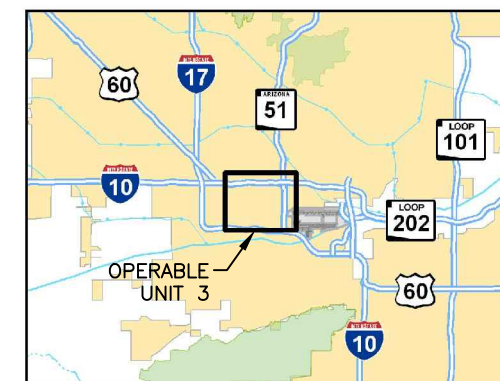 60
INTERSTATE
17
ARIZONA
51
LOOP
101
INTERSTATE
10
LOOP
202
OPERABLE
UNIT 3
60
INTERSTATE
10